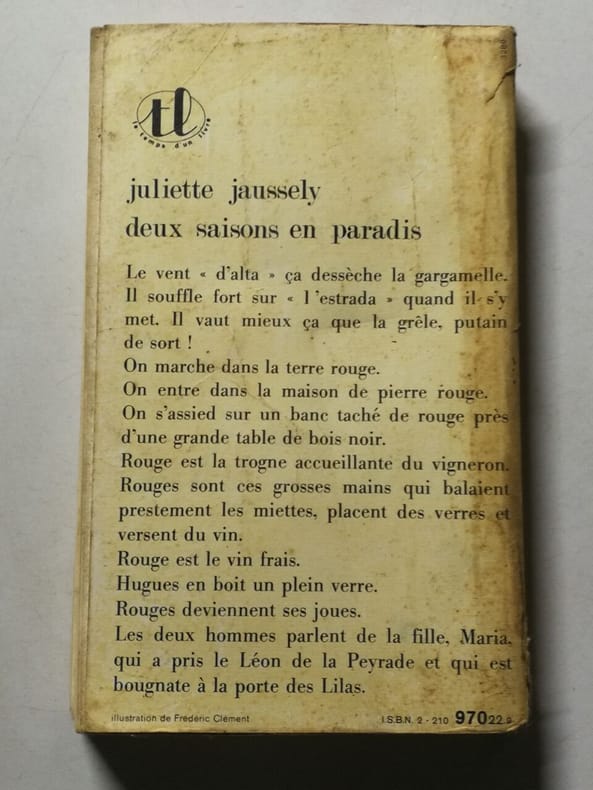 tl
le temps d'un livre
juliette jaussely
deux saisons en paradis
Le vent « d'alta » ça dessèche la gargamelle.
Il souffle fort sur « l'estrada » quand il s'y
met. Il vaut mieux ça que la grêle, putain
de sort !
On marche dans la terre rouge.
On entre dans la maison de pierre rouge.
On s'assied sur un banc taché de rouge près
d'une grande table de bois noir.
Rouge est la trogne accueillante du vigneron.
Rouges sont ces grosses mains qui balaient
prestement les miettes, placent des verres et
versent du vin.
Rouge est le vin frais.
Hugues en boit un plein verre.
Rouges deviennent ses joues.
Les deux hommes parlent de la fille, Maria,
qui a pris le Léon de la Peyrade et qui est
bougnate à la porte des Lilas.
illustration de Frédéric Clément
I.S.B.N. 2 - 210 97022.2